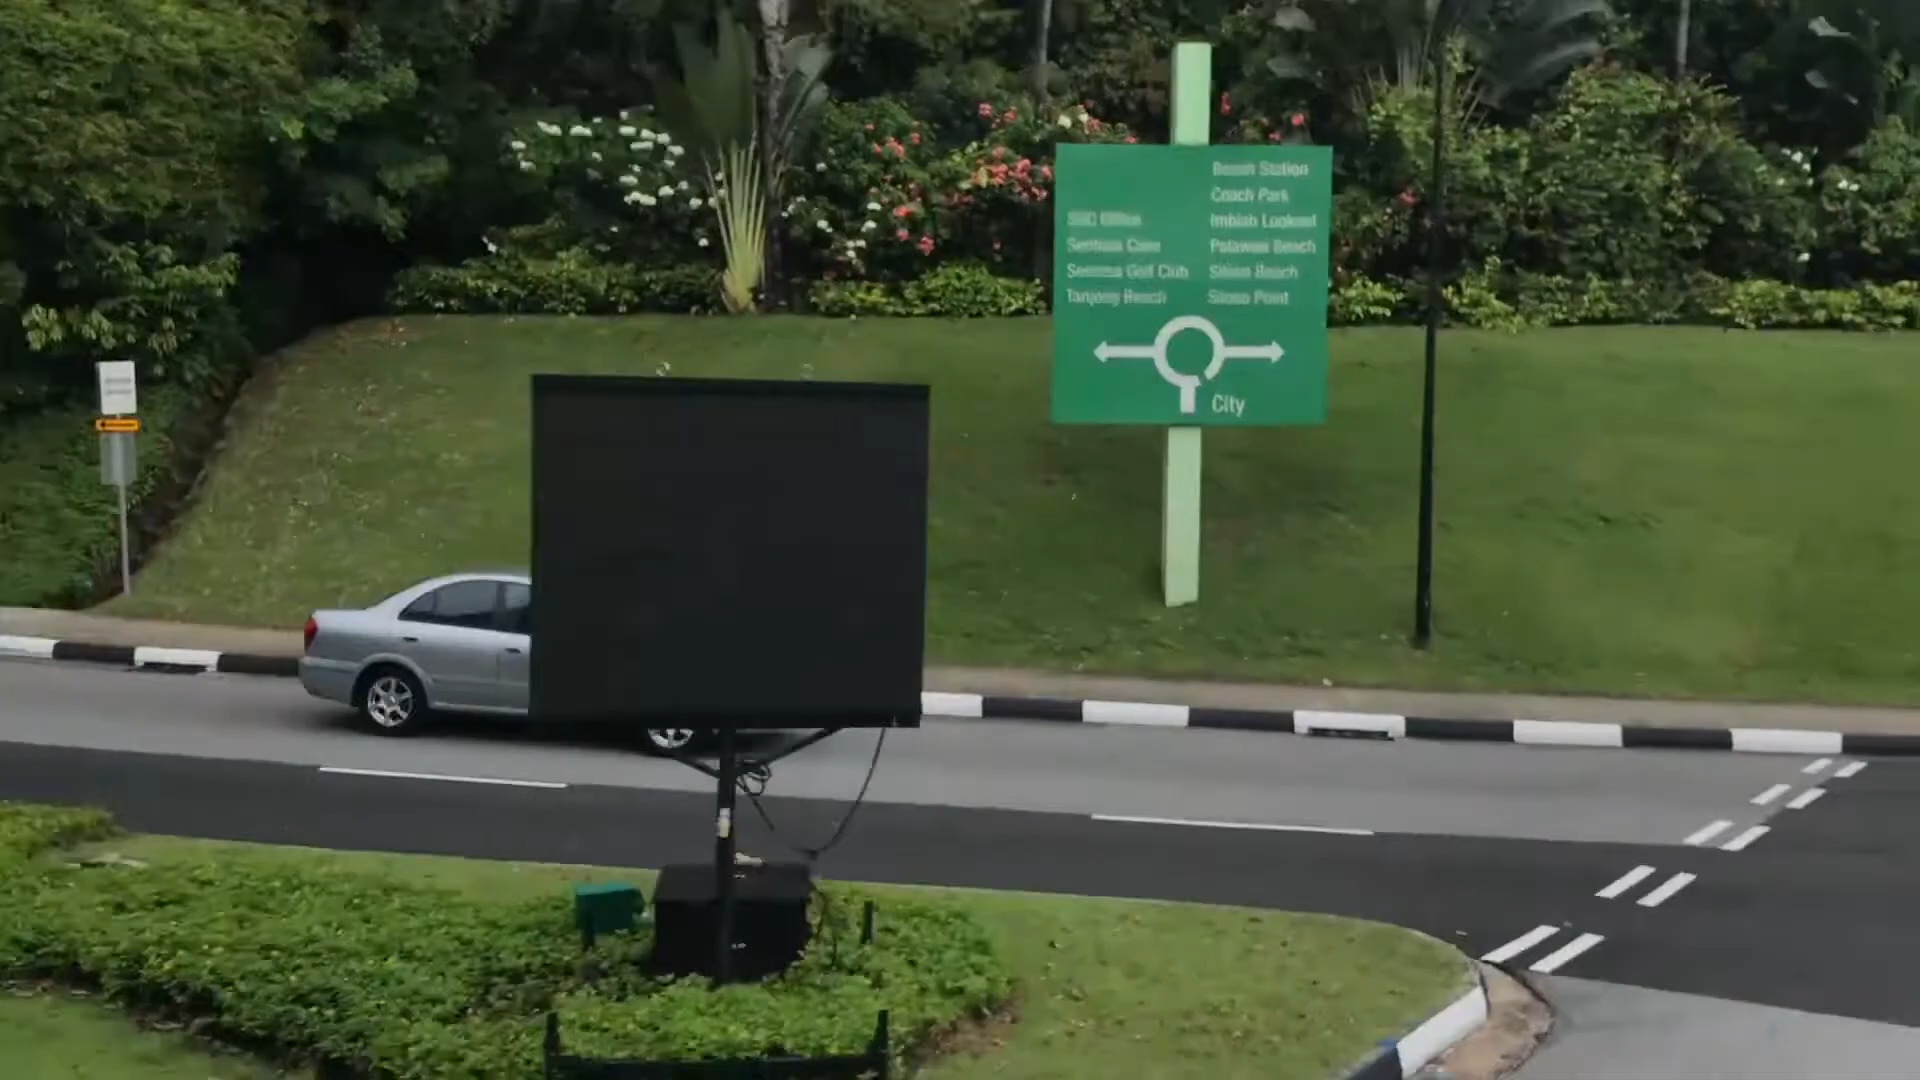 Beach Station
Coach Park
Imbiah Lookout
Palawan Beach
Siloso Beach
Siloso Point
Sentosa Cove
Sentosa Golf Club
Tanjong Beach
City